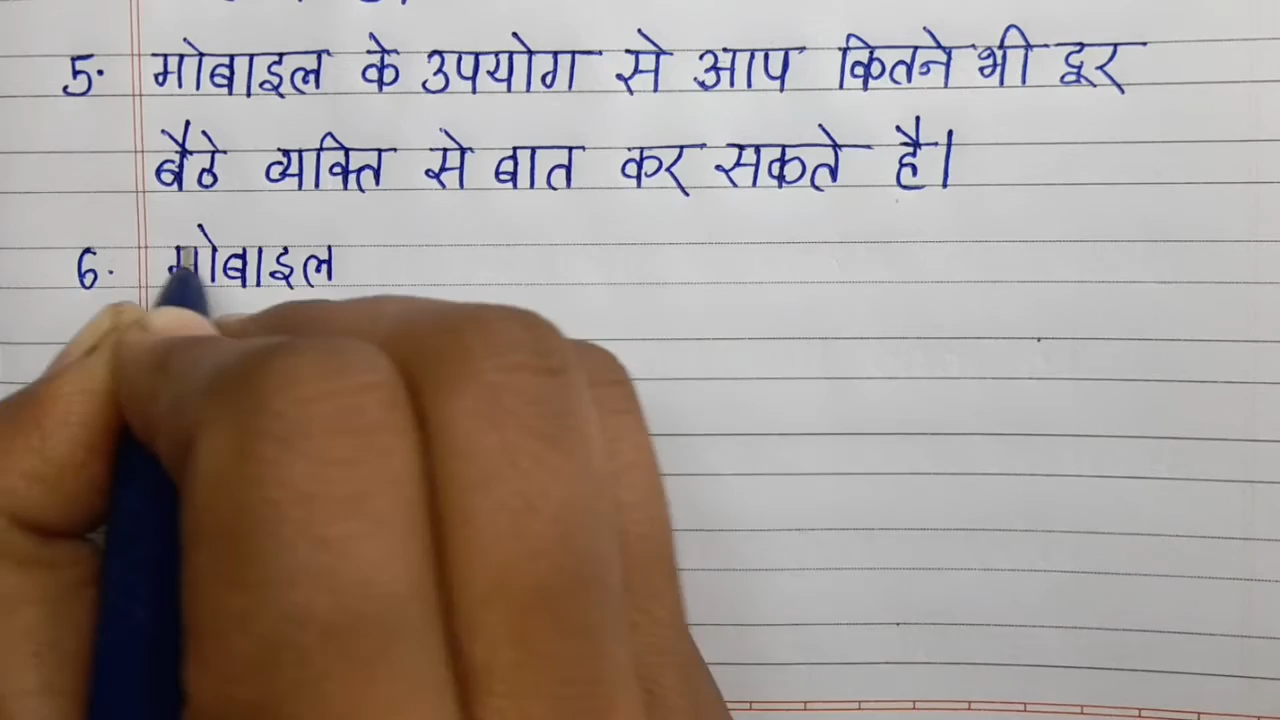 5. मोबाइल के उपयोग से आप कितने भी दूर
बैठे व्यक्ति से बात कर सकते है।
6. मोबाइल